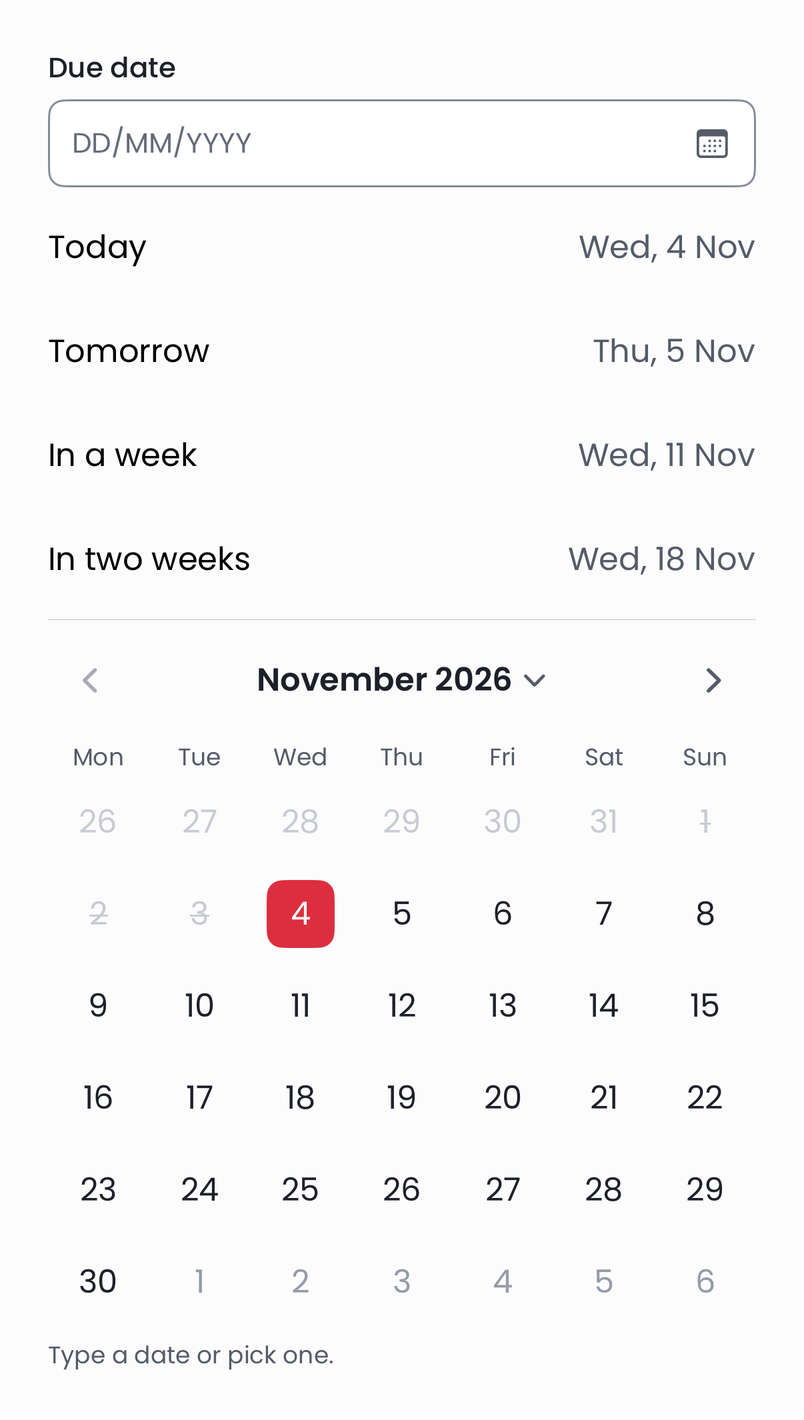 Due date
DD/MM/YYYY
Today Wed, 4 Nov
Tomorrow Thu, 5 Nov
In a week Wed, 11 Nov
In two weeks Wed, 18 Nov
November 2026
Mon Tue Wed Thu Fri Sat Sun
26 27 28 29 30 31 1
2 3 4 5 6 7 8
9 10 11 12 13 14 15
16 17 18 19 20 21 22
23 24 25 26 27 28 29
30 1 2 3 4 5 6
Type a date or pick one.